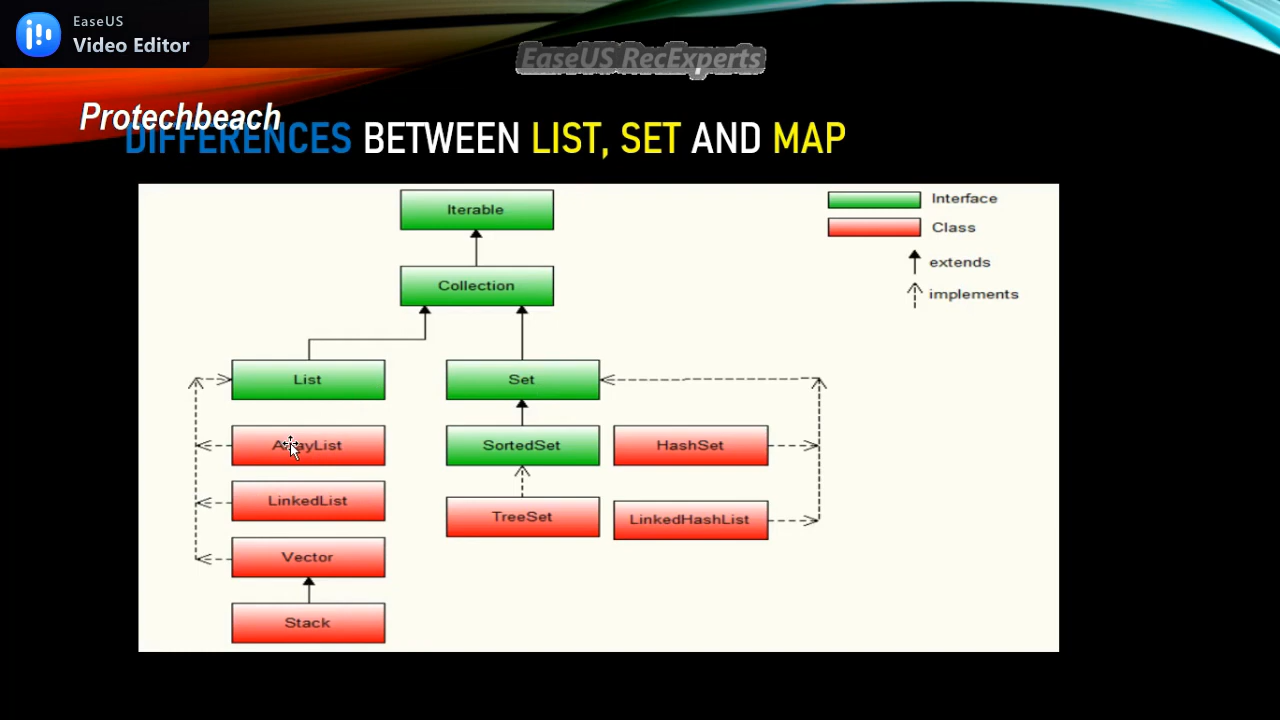 EaseUS
Video Editor
EaseUS RecExperts
Protechbeach
DIFFERENCES BETWEEN LIST, SET AND MAP
Iterable
Interface
Class
Collection
extends
implements
List
Set
ArrayList
SortedSet
HashSet
LinkedList
TreeSet
LinkedHashList
Vector
Stack